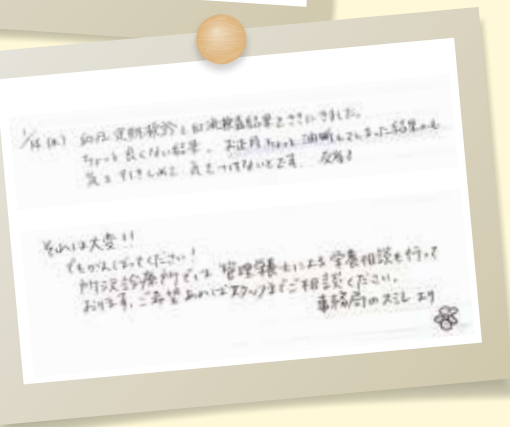 1/14(水) 幼児定期検診と血液検査結果をききにきました。
ちょっと良くない結果。お正月ちょっと油断してしまった結果かも
気を引きしめて気をつけないとです。反省!
それは大変!!
でもがんばってください!
所沢診療所では管理栄養士による栄養相談も行って
おります。ご希望あればスタッフまでご相談ください。
事務局のスミレより